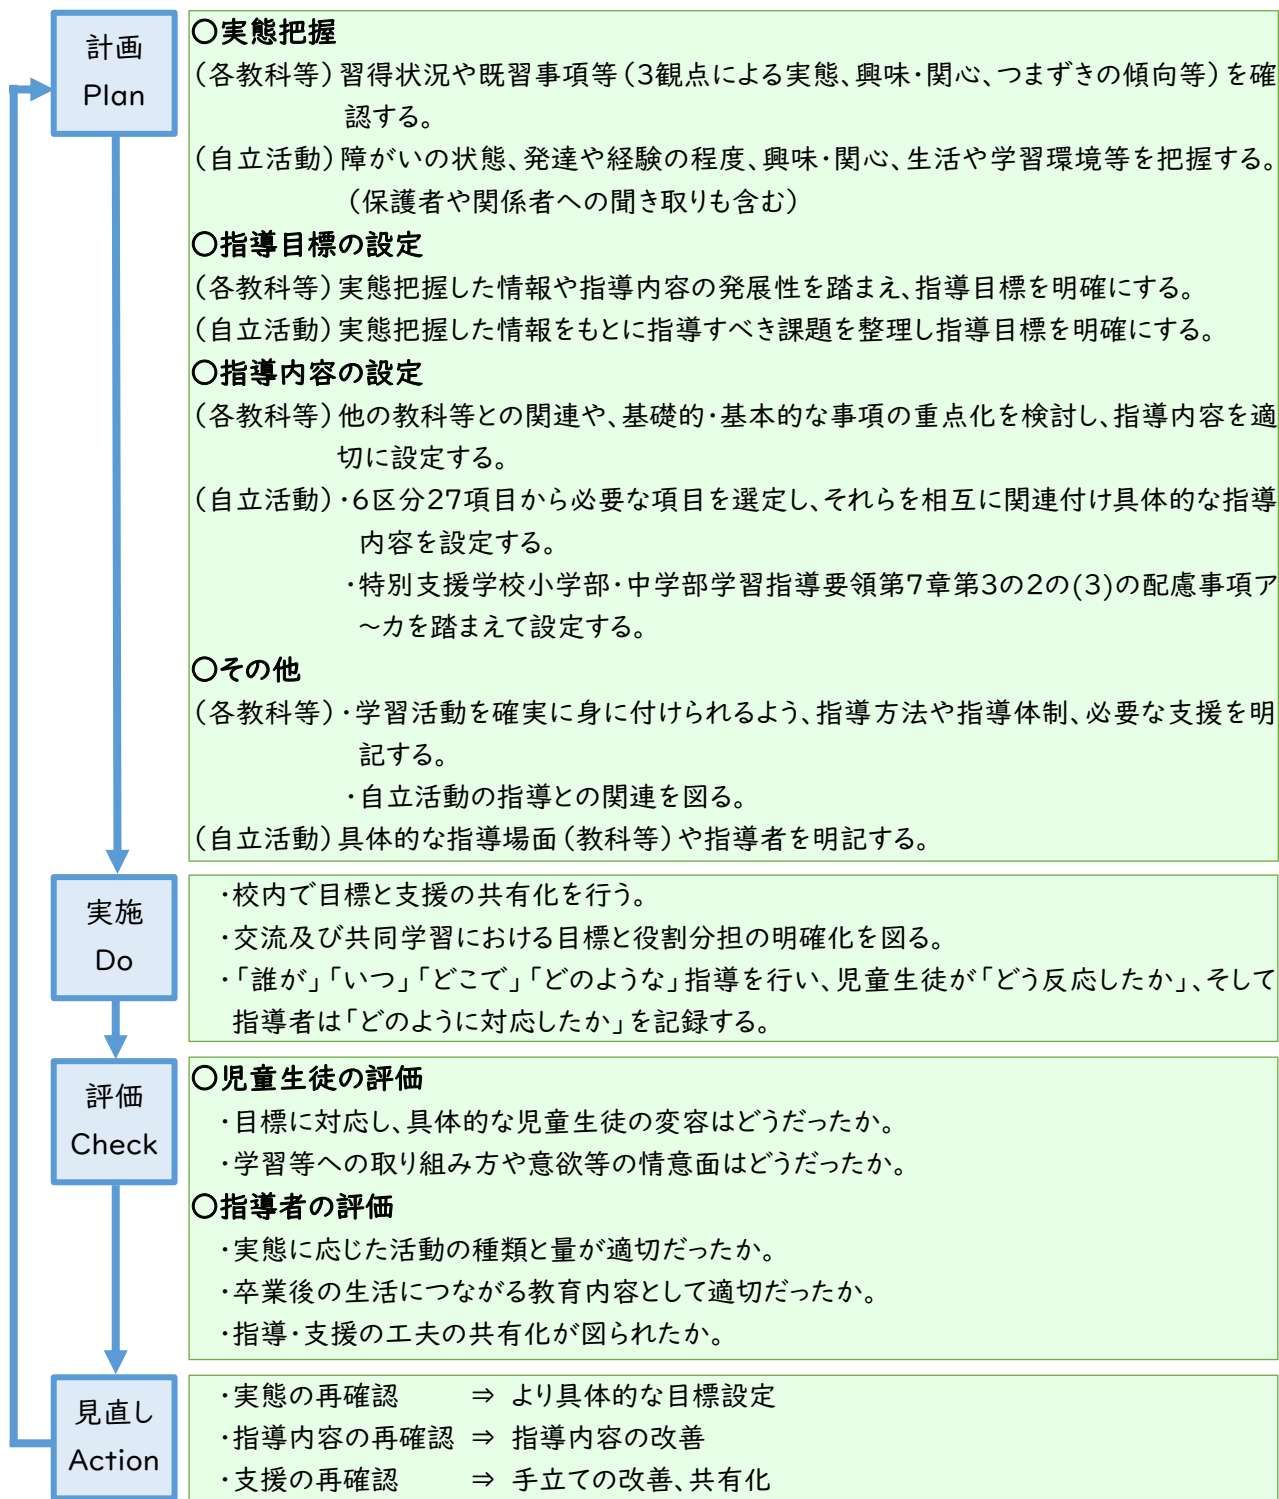 計画
Plan
〇実態把握
(各教科等)習得状況や既習事項等(3観点による実態、興味・関心、つまずきの傾向等)を確
認する。
(自立活動)障がいの状態、発達や経験の程度、興味・関心、生活や学習環境等を把握する。
(保護者や関係者への聞き取りも含む)
〇指導目標の設定
(各教科等)実態把握した情報や指導内容の発展性を踏まえ、指導目標を明確にする。
(自立活動)実態把握した情報をもとに指導すべき課題を整理し指導目標を明確にする。
〇指導内容の設定
(各教科等)他の教科等との関連や、基礎的・基本的な事項の重点化を検討し、指導内容を適
切に設定する。
(自立活動)・6区分27項目から必要な項目を選定し、それらを相互に関連付け具体的な指導
内容を設定する。
・特別支援学校小学部・中学部学習指導要領第7章第3の2の(3)の配慮事項ア
~カを踏まえて設定する。
〇その他
(各教科等)・学習活動を確実に身に付けられるよう、指導方法や指導体制、必要な支援を明
記する。
・自立活動の指導との関連を図る。
(自立活動)具体的な指導場面(教科等)や指導者を明記する。
実施
Do
・校内で目標と支援の共有化を行う。
・交流及び共同学習における目標と役割分担の明確化を図る。
・「誰が」「いつ」「どこで」「どのような」指導を行い、児童生徒が「どう反応したか」、そして
指導者は「どのように対応したか」を記録する。
評価
Check
〇児童生徒の評価
・目標に対応し、具体的な児童生徒の変容はどうだったか。
・学習等への取り組み方や意欲等の情意面はどうだったか。
〇指導者の評価
・実態に応じた活動の種類と量が適切だったか。
・卒業後の生活につながる教育内容として適切だったか。
・指導・支援の工夫の共有化が図られたか。
見直し
Action
・実態の再確認 ⇒ より具体的な目標設定
・指導内容の再確認 ⇒ 指導内容の改善
・支援の再確認 ⇒ 手立ての改善、共有化